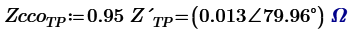 Zcco_TP := 0.95 Z´_TP = (0.013∠79.96°) Ω